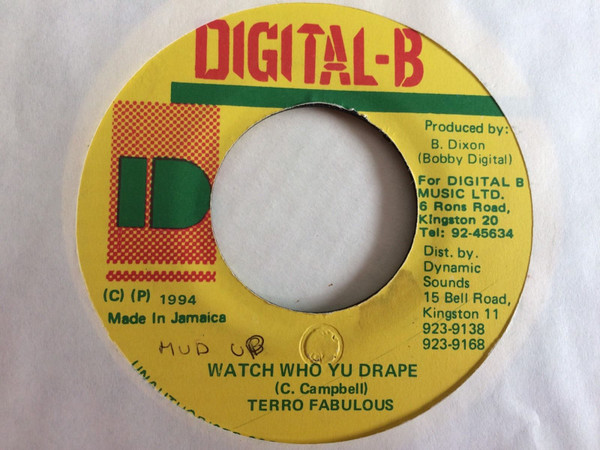 DIGITAL-B
Produced by:
B. Dixon
(Bobby Digital)
For DIGITAL B
MUSIC LTD.
6 Rons Road,
Kingston 20
Tel: 92-45634
Dist. by.
Dynamic
Sounds
15 Bell Road,
Kingston 11
923-9138
923-9168
ID
(C) (P) 1994
Made In Jamaica
MUD UP
WATCH WHO YU DRAPE
(C. Campbell)
TERRO FABULOUS